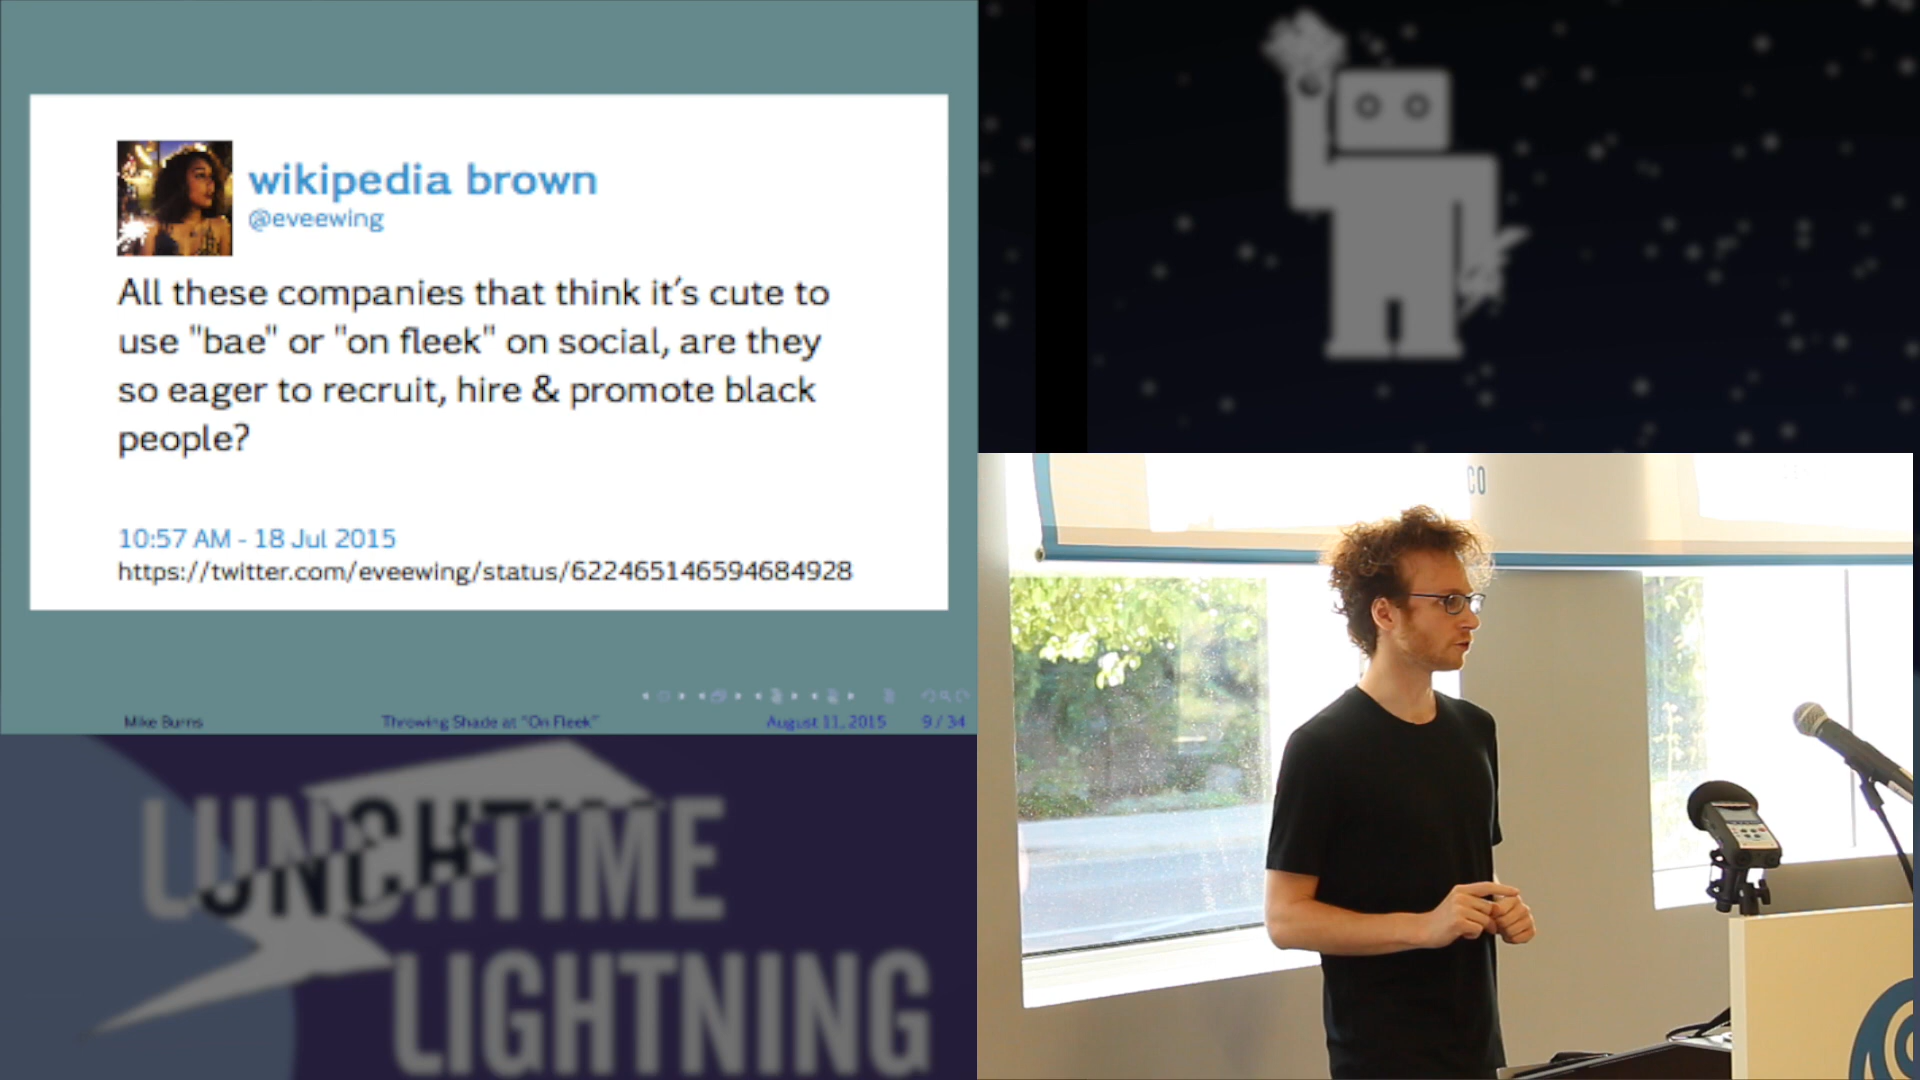 wikipedia brown
@eveewing
All these companies that think it's cute to
use "bae" or "on fleek" on social, are they
so eager to recruit, hire & promote black
people?
10:57 AM - 18 Jul 2015
https://twitter.com/eveewing/status/622465146594684928
Mike Burns Throwing Shade at "On Fleek" August 11, 2015 9 / 34
LUNCHTIME
LIGHTNING
CO